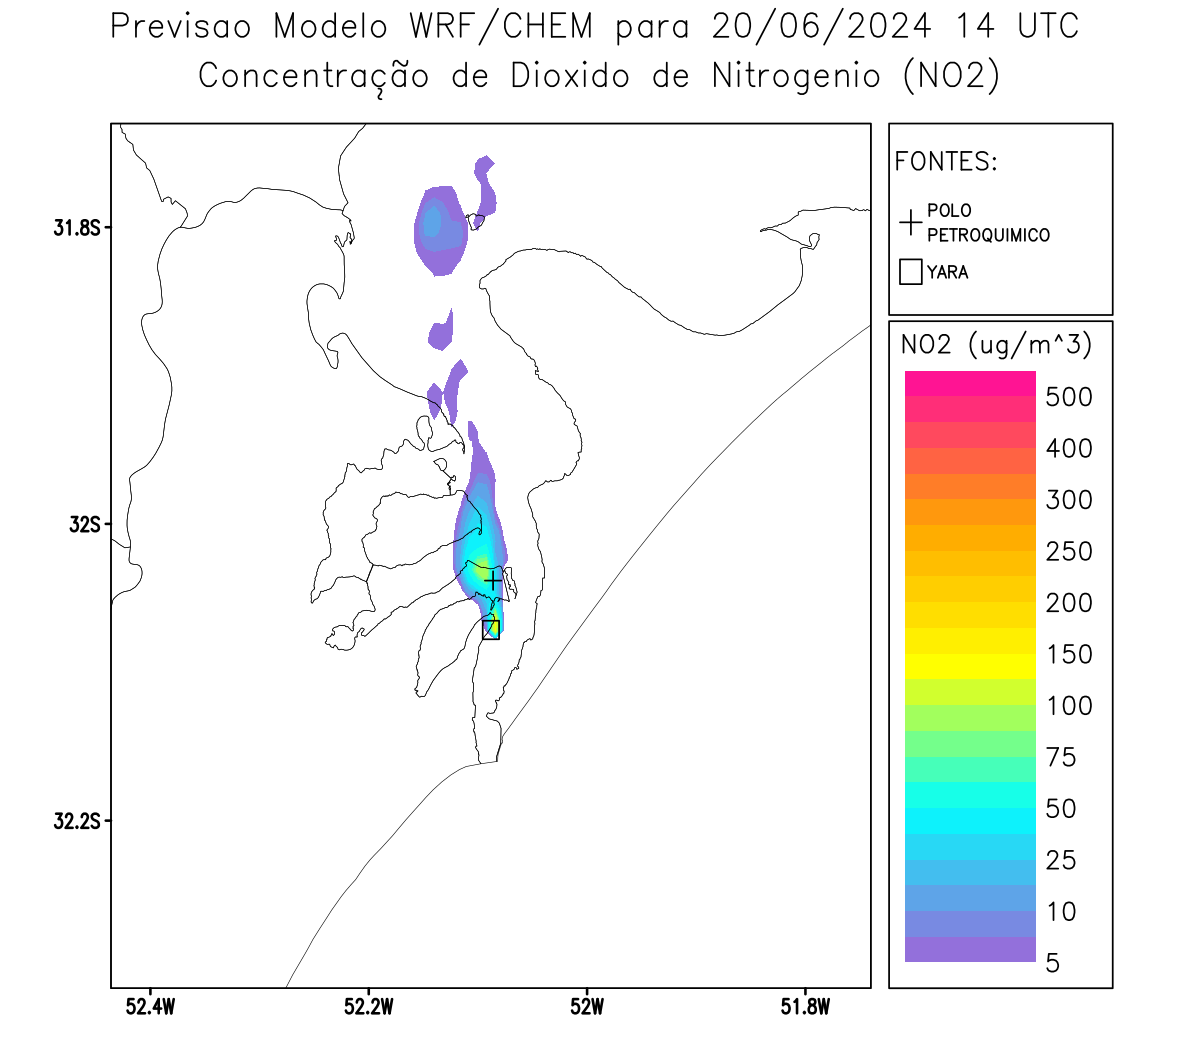 Previsao Modelo WRF/CHEM para 20/06/2024 14 UTC
Concentração de Dioxido de Nitrogenio (NO2)
FONTES:
POLO
PETROQUIMICO
YARA
NO2 (ug/m^3)
500
400
300
250
200
150
100
75
50
25
10
5
31.8S
32S
32.2S
52.4W
52.2W
52W
51.8W